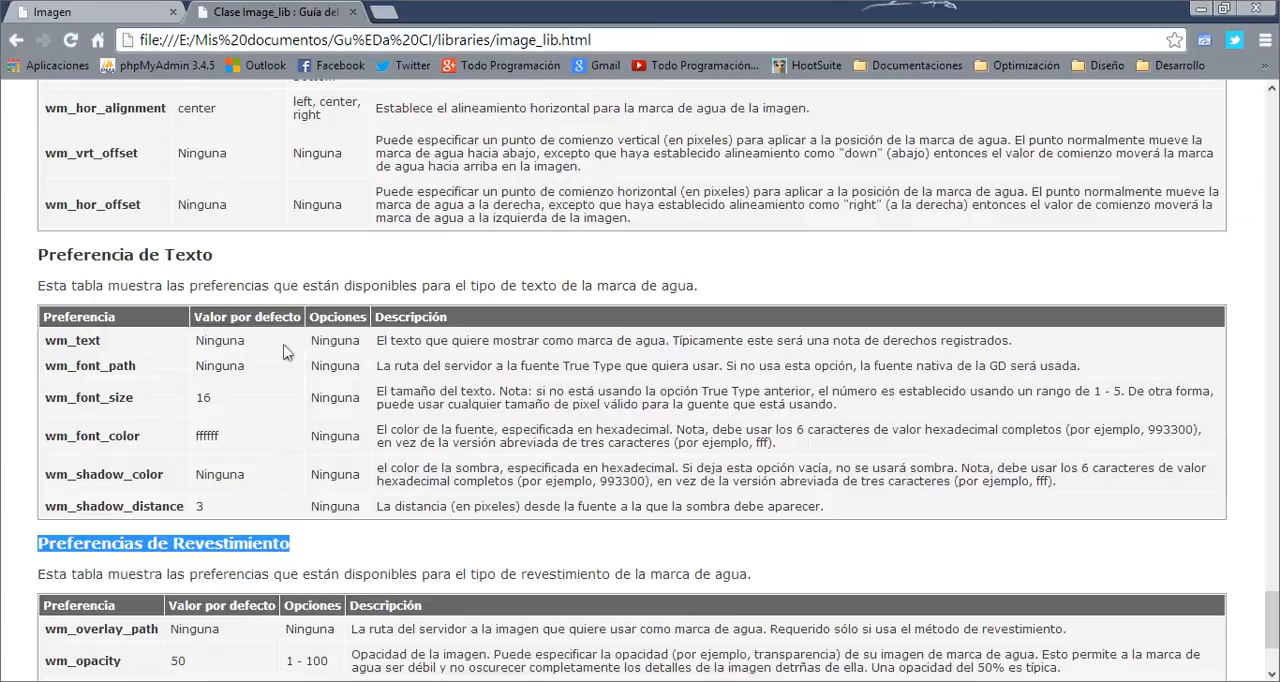 Imagen
Clase Image_lib : Guía del
file:///E:/Mis%20documentos/Gu%EDa%20CI/libraries/image_lib.html
Aplicaciones phpMyAdmin 3.4.5 Outlook Facebook Twitter Todo Programación Gmail Todo Programación... HootSuite Documentaciones Optimización Diseño Desarrollo »
wm_hor_alignment center left, center, right Establece el alineamiento horizontal para la marca de agua de la imagen.
wm_vrt_offset Ninguna Ninguna Puede especificar un punto de comienzo vertical (en pixeles) para aplicar a la posición de la marca de agua. El punto normalmente mueve la
marca de agua hacia abajo, excepto que haya establecido alineamiento como "down" (abajo) entonces el valor de comienzo moverá la marca
de agua hacia arriba en la imagen.
wm_hor_offset Ninguna Ninguna Puede especificar un punto de comienzo horizontal (en pixeles) para aplicar a la posición de la marca de agua. El punto normalmente mueve la
marca de agua a la derecha, excepto que haya establecido alineamiento como "right" (a la derecha) entonces el valor de comienzo moverá la
marca de agua a la izquierda de la imagen.
Preferencia de Texto
Esta tabla muestra las preferencias que están disponibles para el tipo de texto de la marca de agua.
Preferencia Valor por defecto Opciones Descripción
wm_text Ninguna Ninguna El texto que quiere mostrar como marca de agua. Típicamente este será una nota de derechos registrados.
wm_font_path Ninguna Ninguna La ruta del servidor a la fuente True Type que quiera usar. Si no usa esta opción, la fuente nativa de la GD será usada.
wm_font_size 16 Ninguna El tamaño del texto. Nota: si no está usando la opción True Type anterior, el número es establecido usando un rango de 1 - 5. De otra forma,
puede usar cualquier tamaño de pixel válido para la guente que está usando.
wm_font_color ffffff Ninguna El color de la fuente, especificada en hexadecimal. Nota, debe usar los 6 caracteres de valor hexadecimal completos (por ejemplo, 993300),
en vez de la versión abreviada de tres caracteres (por ejemplo, fff).
wm_shadow_color Ninguna Ninguna el color de la sombra, especificada en hexadecimal. Si deja esta opción vacía, no se usará sombra. Nota, debe usar los 6 caracteres de valor
hexadecimal completos (por ejemplo, 993300), en vez de la versión abreviada de tres caracteres (por ejemplo, fff).
wm_shadow_distance 3 Ninguna La distancia (en pixeles) desde la fuente a la que la sombra debe aparecer.
Preferencias de Revestimiento
Esta tabla muestra las preferencias que están disponibles para el tipo de revestimiento de la marca de agua.
Preferencia Valor por defecto Opciones Descripción
wm_overlay_path Ninguna Ninguna La ruta del servidor a la imagen que quiere usar como marca de agua. Requerido sólo si usa el método de revestimiento.
wm_opacity 50 1 - 100 Opacidad de la imagen. Puede especificar la opacidad (por ejemplo, transparencia) de su imagen de marca de agua. Esto permite a la marca de
agua ser débil y no oscurecer completamente los detalles de la imagen detrñas de ella. Una opacidad del 50% es típica.